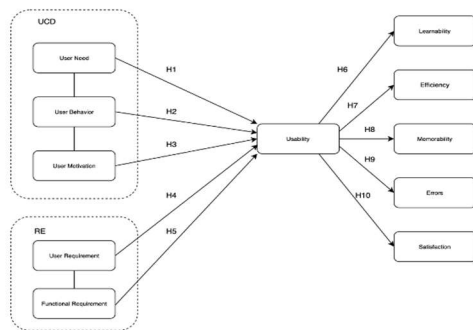 UCD
User Need
User Behavior
User Motivation
RE
User Requirement
Functional Requirement
H1
H2
H3
H4
H5
Usability
H6
H7
H8
H9
H10
Learnability
Efficiency
Memorability
Errors
Satisfaction